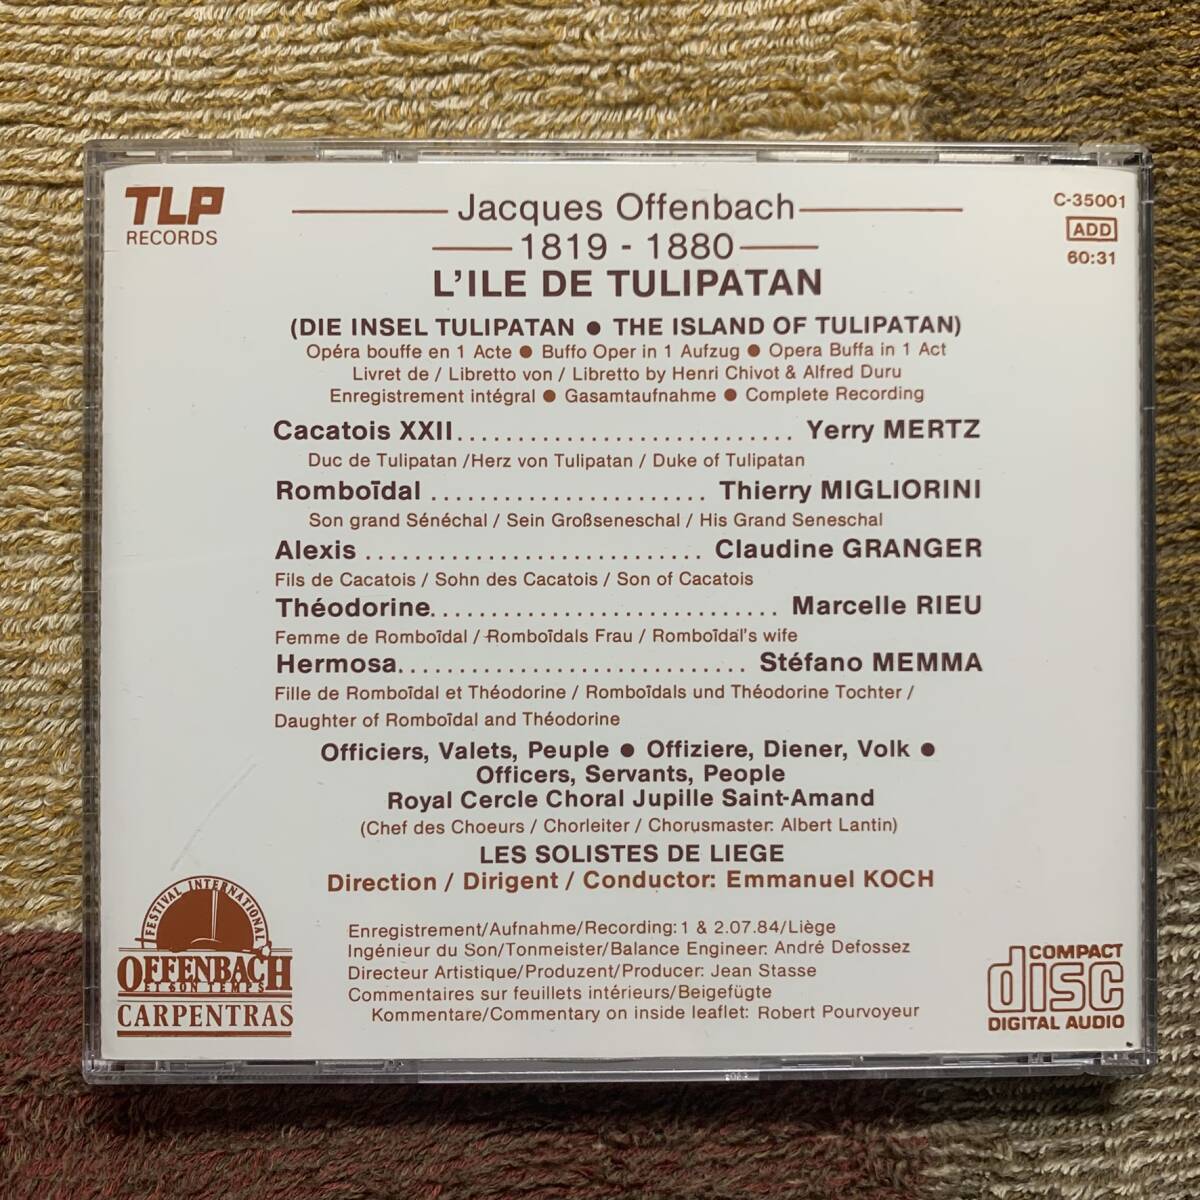 TLP
RECORDS
Jacques Offenbach
1819 - 1880
L'ILE DE TULIPATAN
C-35001
ADD
60:31
(DIE INSEL TULIPATAN ● THE ISLAND OF TULIPATAN)
Opéra bouffe en 1 Acte ● Buffo Oper in 1 Aufzug ● Opera Buffa in 1 Act
Livret de / Libretto von / Libretto by Henri Chivot & Alfred Duru
Enregistrement intégral ● Gasamtaufnahme ● Complete Recording
Cacatois XXII............................ Yerry MERTZ
Duc de Tulipatan /Herz von Tulipatan / Duke of Tulipatan
Romboïdal ....................... Thierry MIGLIORINI
Son grand Sénéchal / Sein Großseneschal / His Grand Seneschal
Alexis ............................ Claudine GRANGER
Fils de Cacatois / Sohn des Cacatois / Son of Cacatois
Théodorine............................. Marcelle RIEU
Femme de Romboïdal / Romboïdals Frau / Romboïdal's wife
Hermosa............................. Stéfano MEMMA
Fille de Romboïdal et Théodorine / Romboïdals und Théodorine Tochter /
Daughter of Romboïdal and Théodorine
Officiers, Valets, Peuple ● Offiziere, Diener, Volk ●
Officers, Servants, People
Royal Cercle Choral Jupille Saint-Amand
(Chef des Choeurs / Chorleiter / Chorusmaster: Albert Lantin)
LES SOLISTES DE LIEGE
Direction / Dirigent / Conductor: Emmanuel KOCH
Enregistrement/Aufnahme/Recording: 1 & 2.07.84/Liège
Ingénieur du Son/Tonmeister/Balance Engineer: André Defossez
Directeur Artistique/Produzent/Producer: Jean Stasse
Commentaires sur feuillets intérieurs/Beigefügte
Kommentare/Commentary on inside leaflet: Robert Pourvoyeur
FESTIVAL INTERNATIONAL
OFFENBACH
ET SON TEMPS
CARPENTRAS
COMPACT
disc
DIGITAL AUDIO